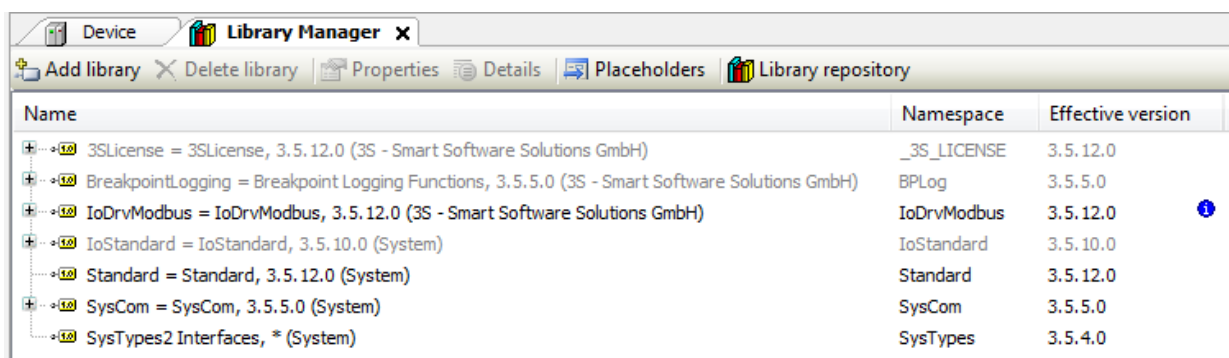 Device Library Manager x
Add library Delete library Properties Details Placeholders Library repository
Name Namespace Effective version
3SLicense = 3SLicense, 3.5.12.0 (3S - Smart Software Solutions GmbH) _3S_LICENSE 3.5.12.0
BreakpointLogging = Breakpoint Logging Functions, 3.5.5.0 (3S - Smart Software Solutions GmbH) BPLog 3.5.5.0
IoDrvModbus = IoDrvModbus, 3.5.12.0 (3S - Smart Software Solutions GmbH) IoDrvModbus 3.5.12.0
IoStandard = IoStandard, 3.5.10.0 (System) IoStandard 3.5.10.0
Standard = Standard, 3.5.12.0 (System) Standard 3.5.12.0
SysCom = SysCom, 3.5.5.0 (System) SysCom 3.5.5.0
SysTypes2 Interfaces, * (System) SysTypes 3.5.4.0